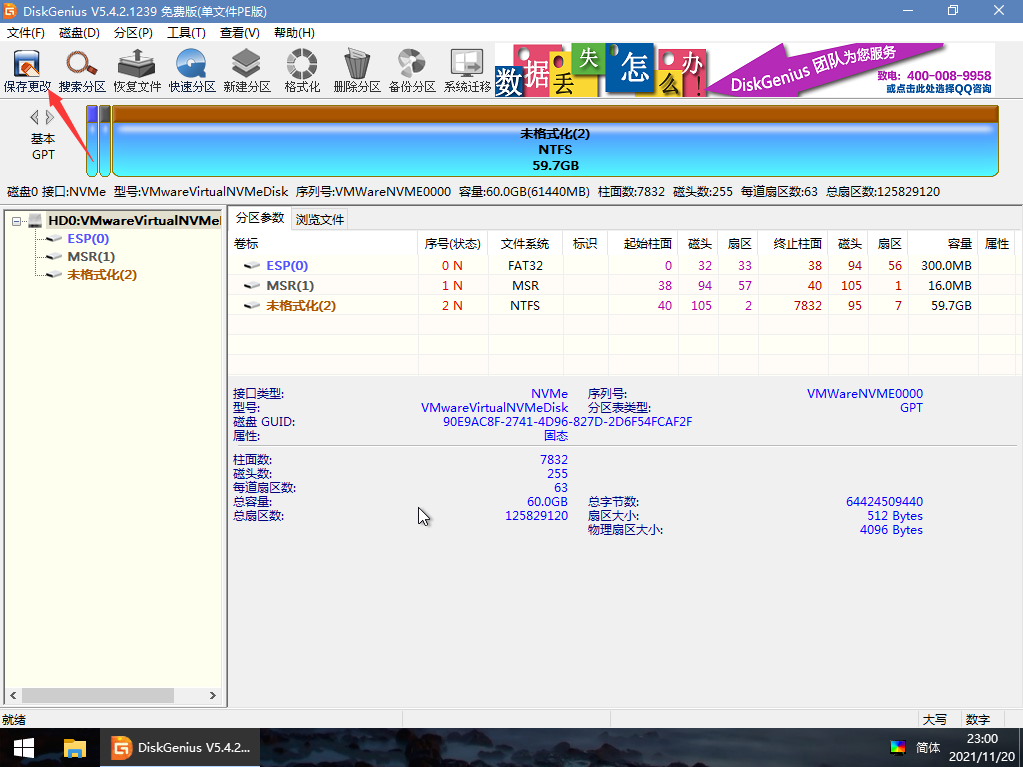 DiskGenius V5.4.2.1239 免费版(单文件PE版)
文件(F) 磁盘(D) 分区(P) 工具(T) 查看(V) 帮助(H)
保存更改 搜索分区 恢复文件 快速分区 新建分区 格式化 删除分区 备份分区 系统迁移
数据丢失怎么办!
DiskGenius 团队为您服务
致电: 400-008-9958
或点击此处选择QQ咨询
基本
GPT
未格式化(2)
NTFS
59.7GB
磁盘0 接口:NVMe 型号:VMwareVirtualNVMeDisk 序列号:VMWareNVME0000 容量:60.0GB(61440MB) 柱面数:7832 磁头数:255 每道扇区数:63 总扇区数:125829120
HD0:VMwareVirtualNVMe
ESP(0)
MSR(1)
未格式化(2)
分区参数 浏览文件
卷标 序号(状态) 文件系统 标识 起始柱面 磁头 扇区 终止柱面 磁头 扇区 容量 属性
ESP(0) 0 N FAT32 0 32 33 38 94 56 300.0MB
MSR(1) 1 N MSR 38 94 57 40 105 1 16.0MB
未格式化(2) 2 N NTFS 40 105 2 7832 95 7 59.7GB
接口类型: NVMe 序列号: VMWareNVME0000
型号: VMwareVirtualNVMeDisk 分区表类型: GPT
磁盘 GUID: 90E9AC8F-2741-4D96-827D-2D6F54FCAF2F
属性: 固态
柱面数: 7832
磁头数: 255
每道扇区数: 63
总容量: 60.0GB 总字节数: 64424509440
总扇区数: 125829120 扇区大小: 512 Bytes
物理扇区大小: 4096 Bytes
就绪 大写 数字
DiskGenius V5.4.2... 简体 23:00
2021/11/20